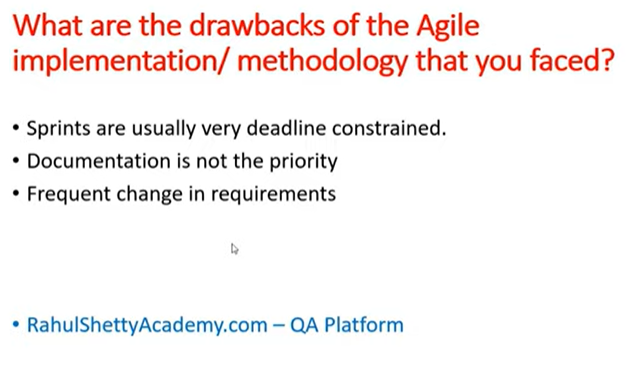 What are the drawbacks of the Agile
implementation/ methodology that you faced?
• Sprints are usually very deadline constrained.
• Documentation is not the priority
• Frequent change in requirements
• RahulShettyAcademy.com – QA Platform